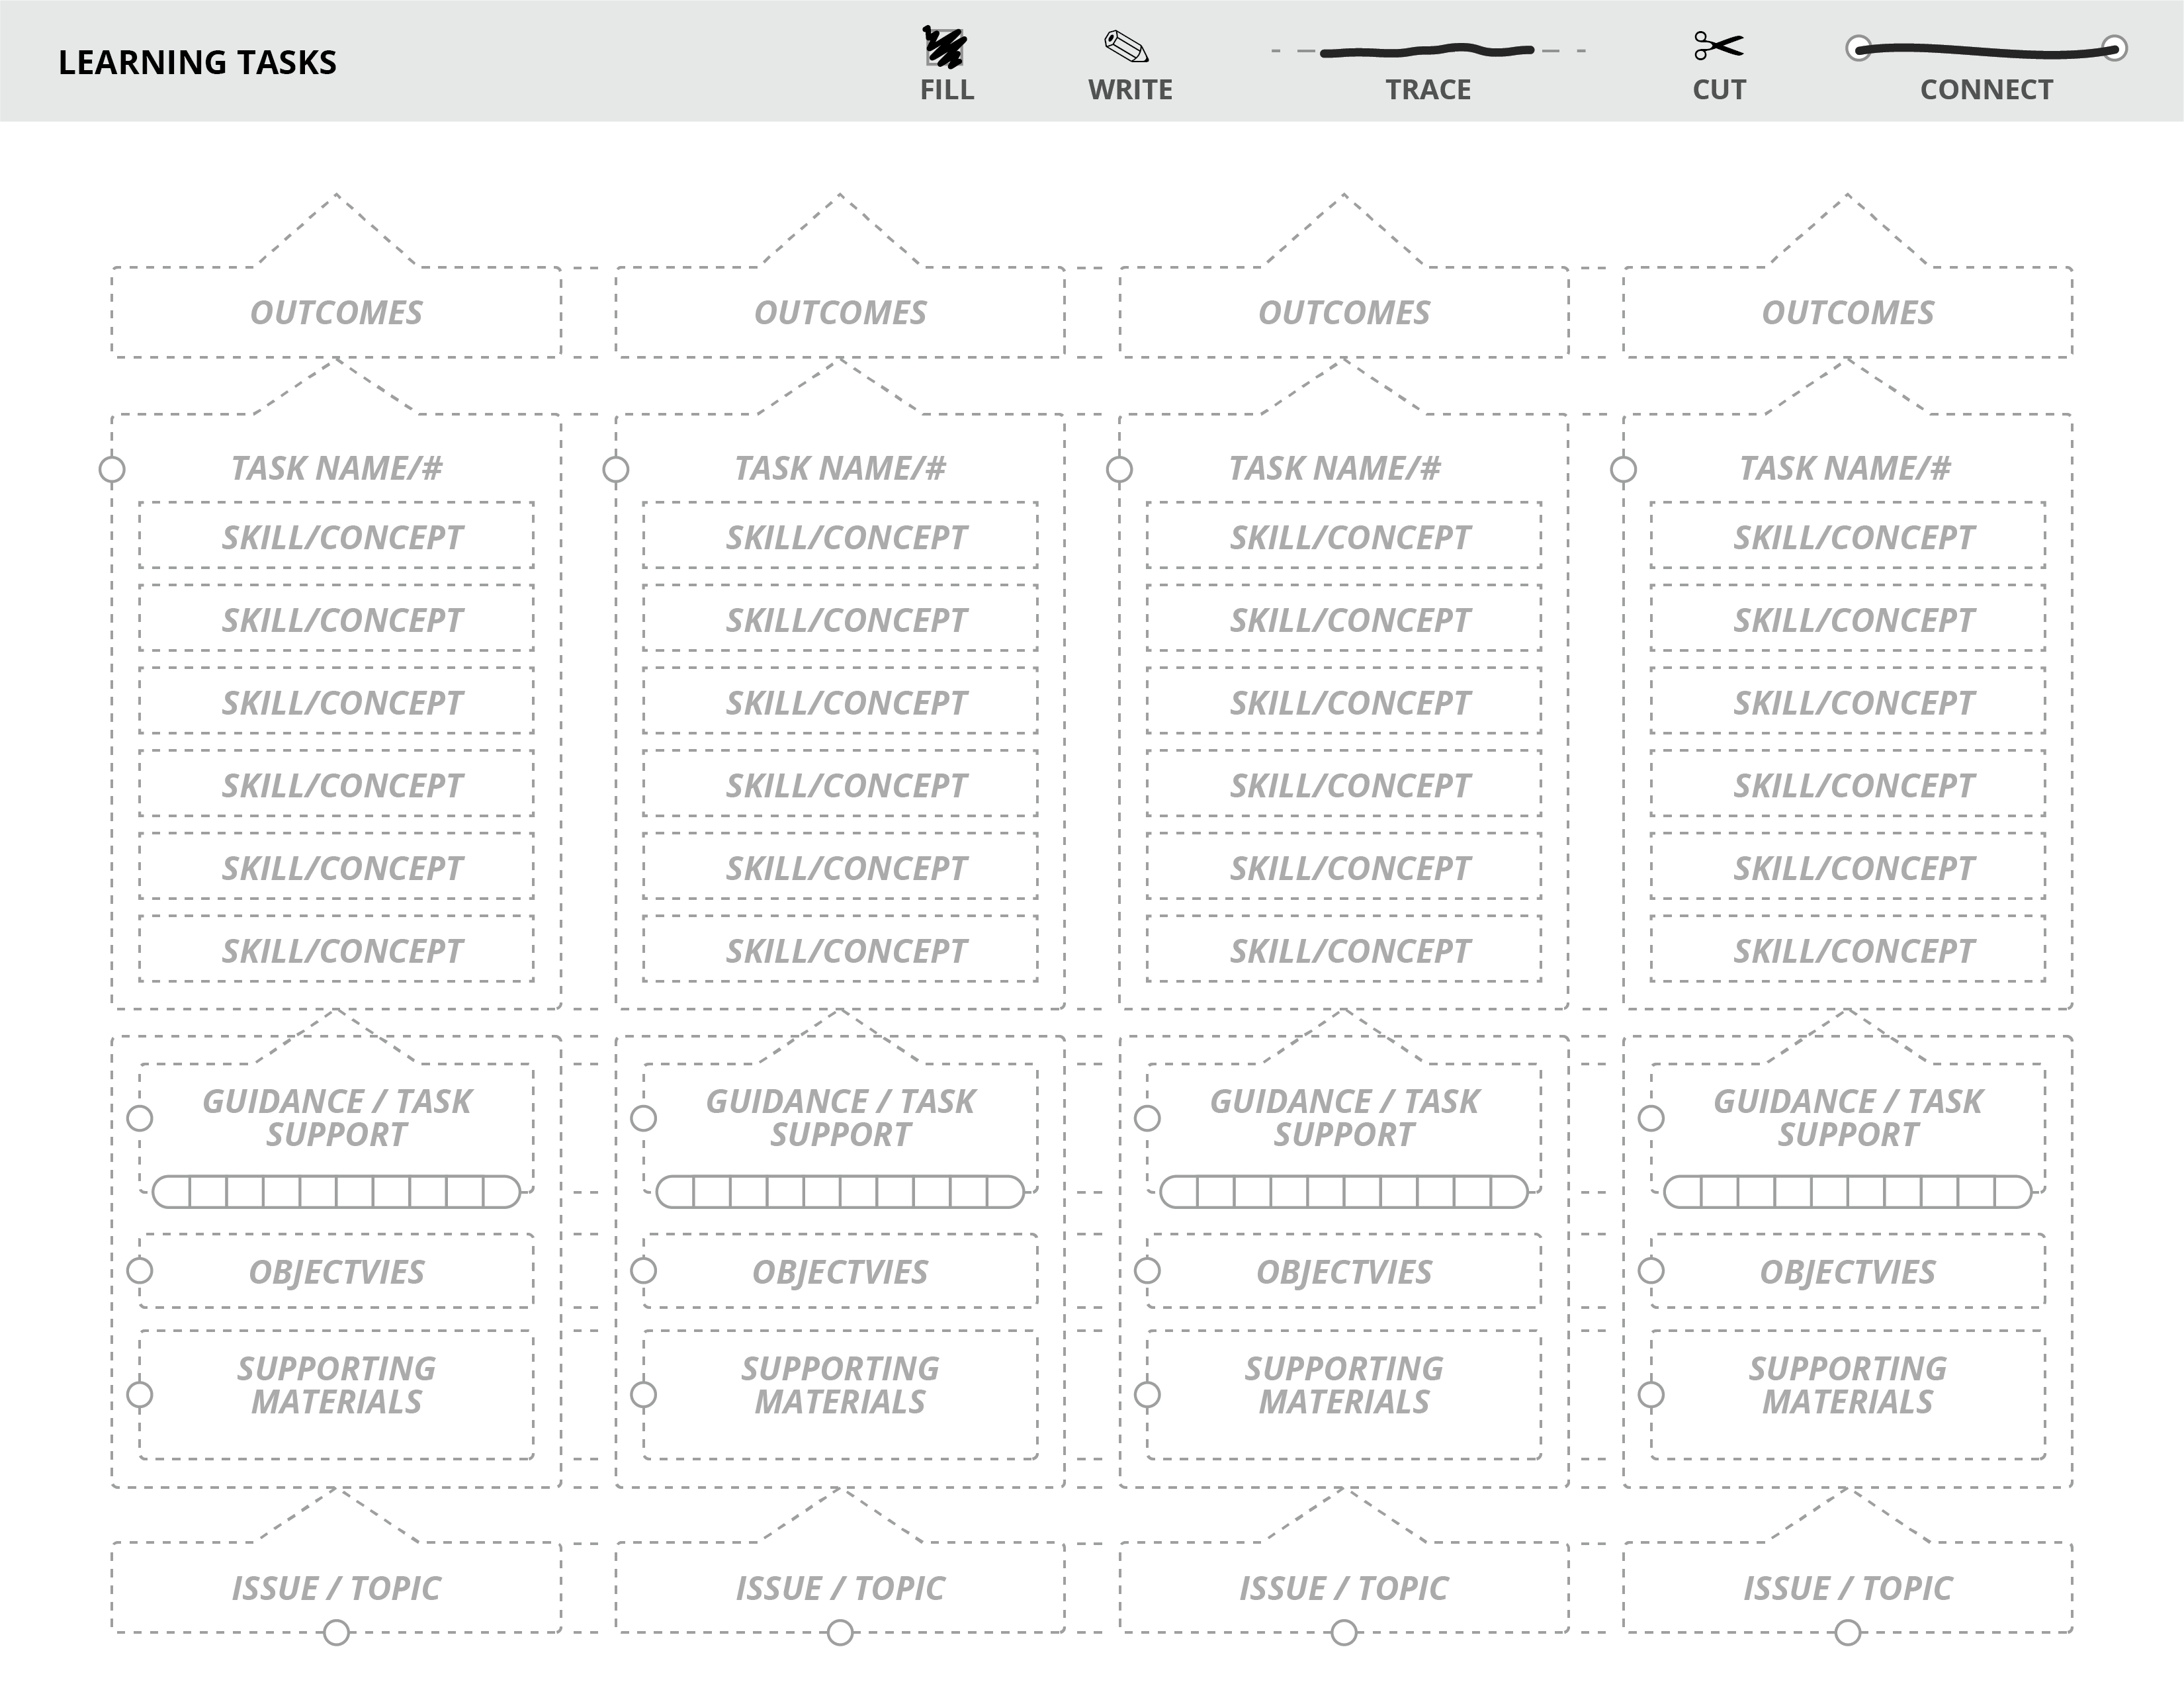 LEARNING TASKS
FILL WRITE TRACE CUT CONNECT
OUTCOMES OUTCOMES OUTCOMES OUTCOMES
TASK NAME/# TASK NAME/# TASK NAME/# TASK NAME/#
SKILL/CONCEPT SKILL/CONCEPT SKILL/CONCEPT SKILL/CONCEPT
SKILL/CONCEPT SKILL/CONCEPT SKILL/CONCEPT SKILL/CONCEPT
SKILL/CONCEPT SKILL/CONCEPT SKILL/CONCEPT SKILL/CONCEPT
SKILL/CONCEPT SKILL/CONCEPT SKILL/CONCEPT SKILL/CONCEPT
SKILL/CONCEPT SKILL/CONCEPT SKILL/CONCEPT SKILL/CONCEPT
SKILL/CONCEPT SKILL/CONCEPT SKILL/CONCEPT SKILL/CONCEPT
GUIDANCE / TASK GUIDANCE / TASK GUIDANCE / TASK GUIDANCE / TASK
SUPPORT SUPPORT SUPPORT SUPPORT
OBJECTVIES OBJECTVIES OBJECTVIES OBJECTVIES
SUPPORTING SUPPORTING SUPPORTING SUPPORTING
MATERIALS MATERIALS MATERIALS MATERIALS
ISSUE / TOPIC ISSUE / TOPIC ISSUE / TOPIC ISSUE / TOPIC